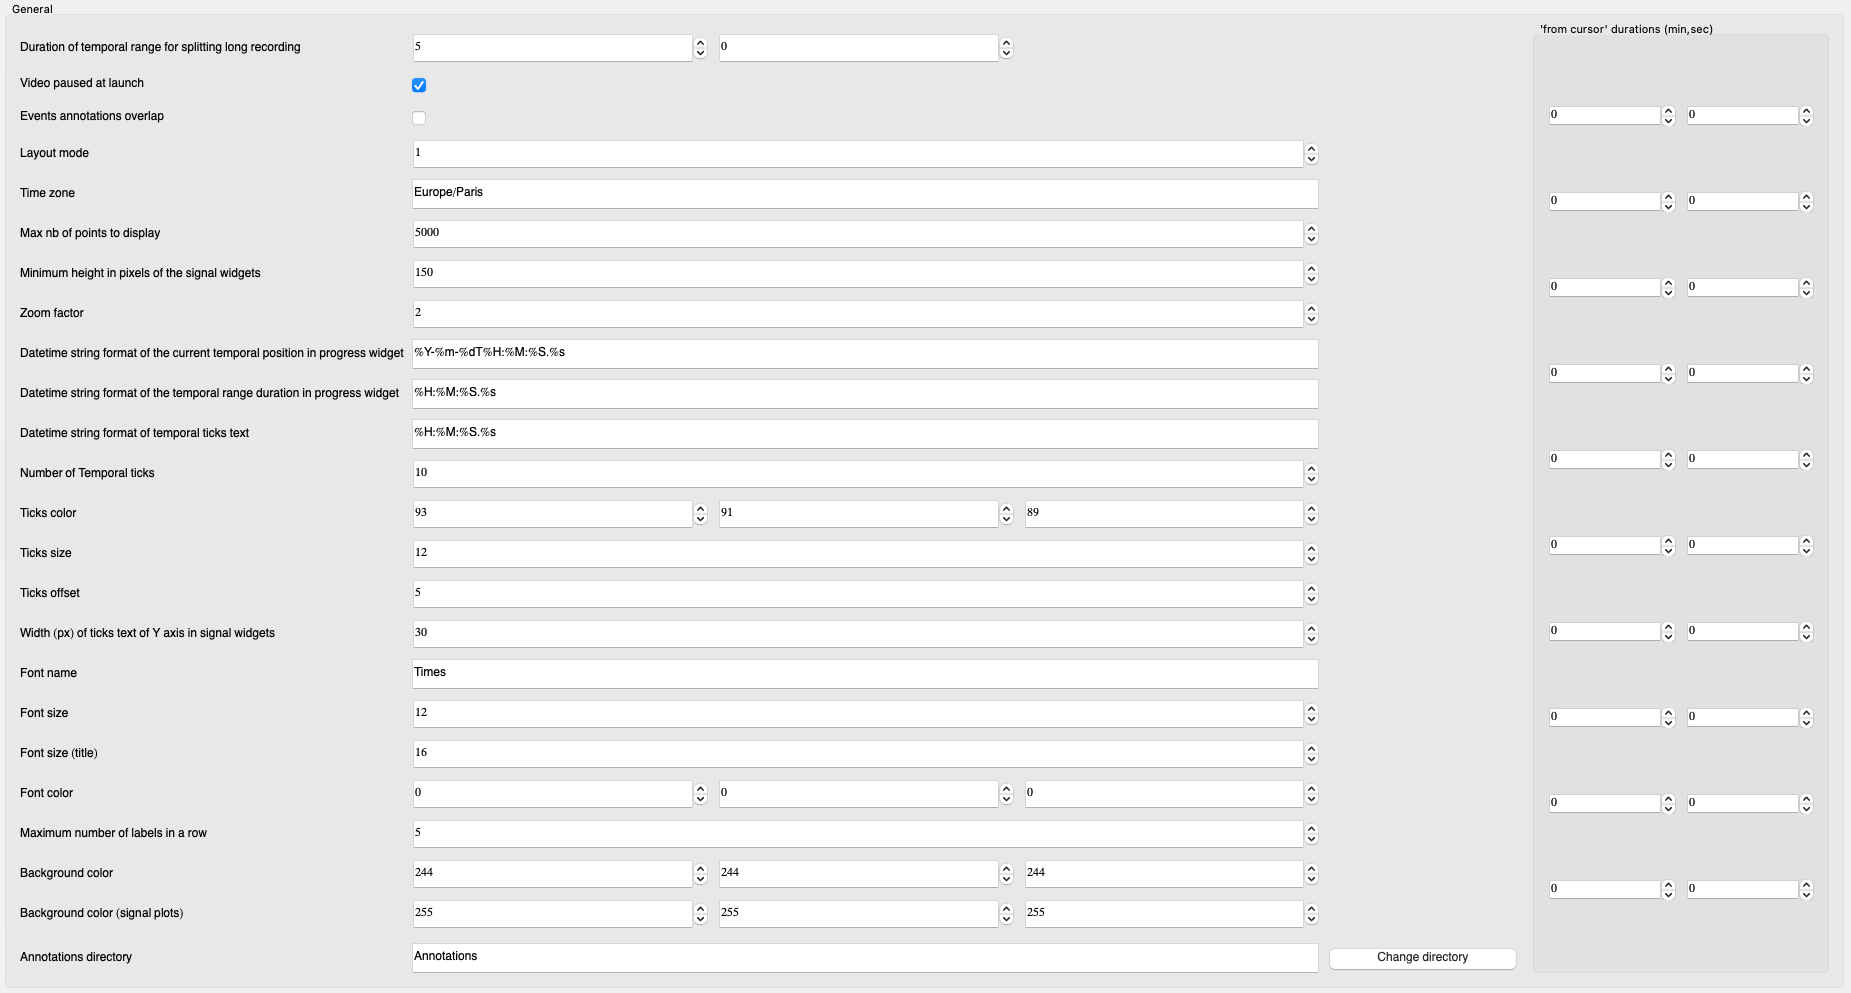 General
'from cursor' durations (min,sec)
Duration of temporal range for splitting long recording 5 0
Video paused at launch
Events annotations overlap
0 0
Layout mode 1
Time zone Europe/Paris
0 0
Max nb of points to display 5000
Minimum height in pixels of the signal widgets 150
0 0
Zoom factor 2
Datetime string format of the current temporal position in progress widget %Y-%m-%dT%H:%M:%S.%s
0 0
Datetime string format of the temporal range duration in progress widget %H:%M:%S.%s
Datetime string format of temporal ticks text %H:%M:%S.%s
0 0
Number of Temporal ticks 10
Ticks color 93 91 89
0 0
Ticks size 12
Ticks offset 5
0 0
Width (px) of ticks text of Y axis in signal widgets 30
Font name Times
Font size 12
0 0
Font size (title) 16
Font color 0 0 0
0 0
Maximum number of labels in a row 5
Background color 244 244 244
0 0
Background color (signal plots) 255 255 255
Annotations directory Annotations Change directory